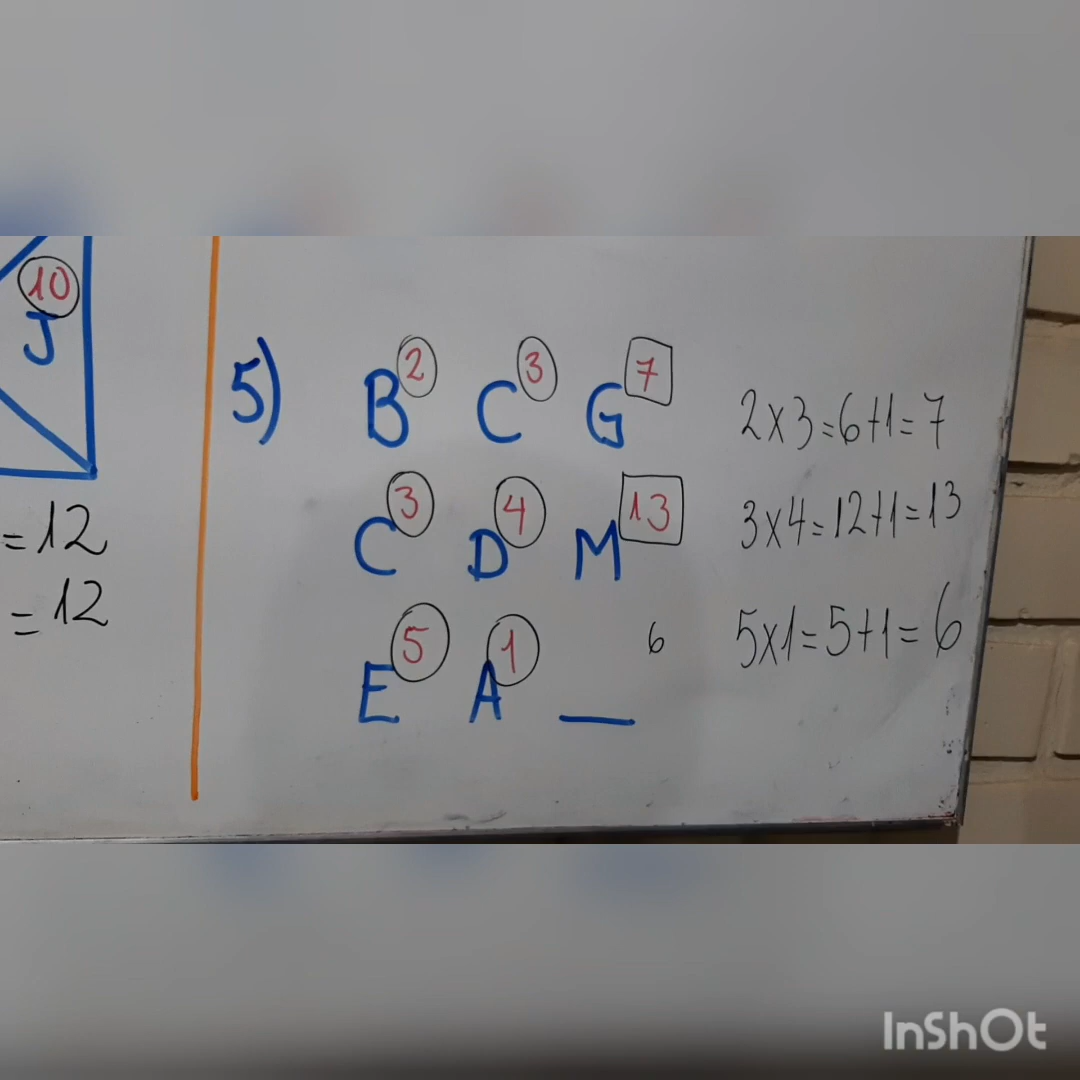 10
J
=12
=12
5)
2 3 7
B C G
2x3=6+1=7
3 4 13
C D M
3x4=12+1=13
5 1 6
E A _
5x1=5+1=6
InShOt